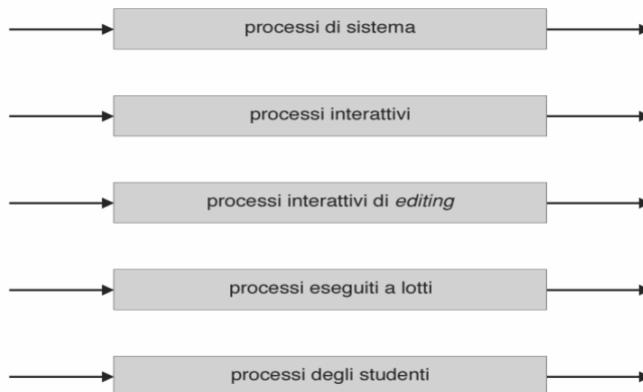 processi di sistema
processi interattivi
processi interattivi di editing
processi eseguiti a lotti
processi degli studenti